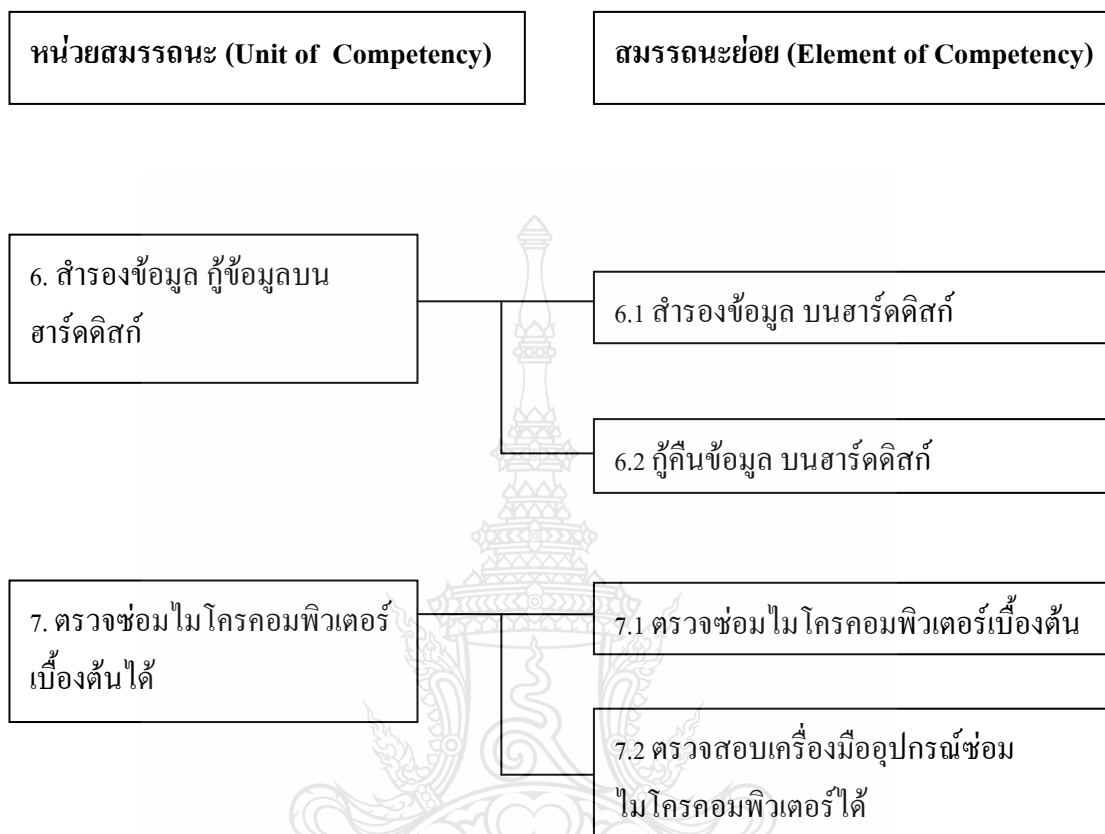 หน่วยสมรรถนะ (Unit of Competency)
สมรรถนะย่อย (Element of Competency)
6. สำรองข้อมูล กู้ข้อมูลบน
ฮาร์ดดิสก์
6.1 สำรองข้อมูล บนฮาร์ดดิสก์
6.2 กู้คืนข้อมูล บนฮาร์ดดิสก์
7. ตรวจซ่อมไมโครคอมพิวเตอร์
เบื้องต้นได้
7.1 ตรวจซ่อมไมโครคอมพิวเตอร์เบื้องต้น
7.2 ตรวจสอบเครื่องมืออุปกรณ์ซ่อม
ไมโครคอมพิวเตอร์ได้